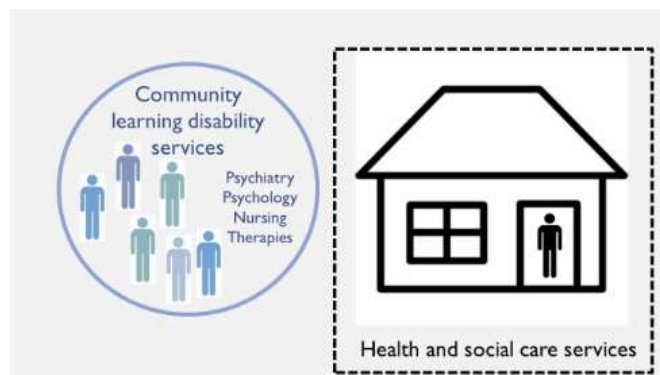 Community
learning disability
services
Psychiatry
Psychology
Nursing
Therapies
Health and social care services